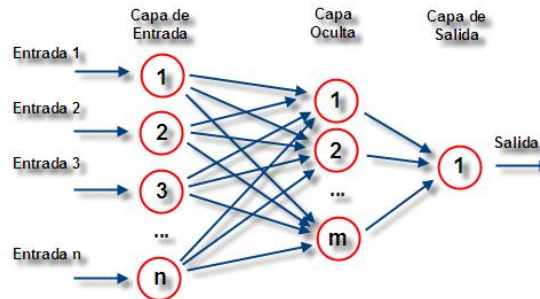 Capa de
Entrada
Capa
Oculta
Capa de
Salida
Entrada 1
1
Entrada 2
2
Entrada 3
3
...
Entrada n
n
1
2
...
m
1
Salida